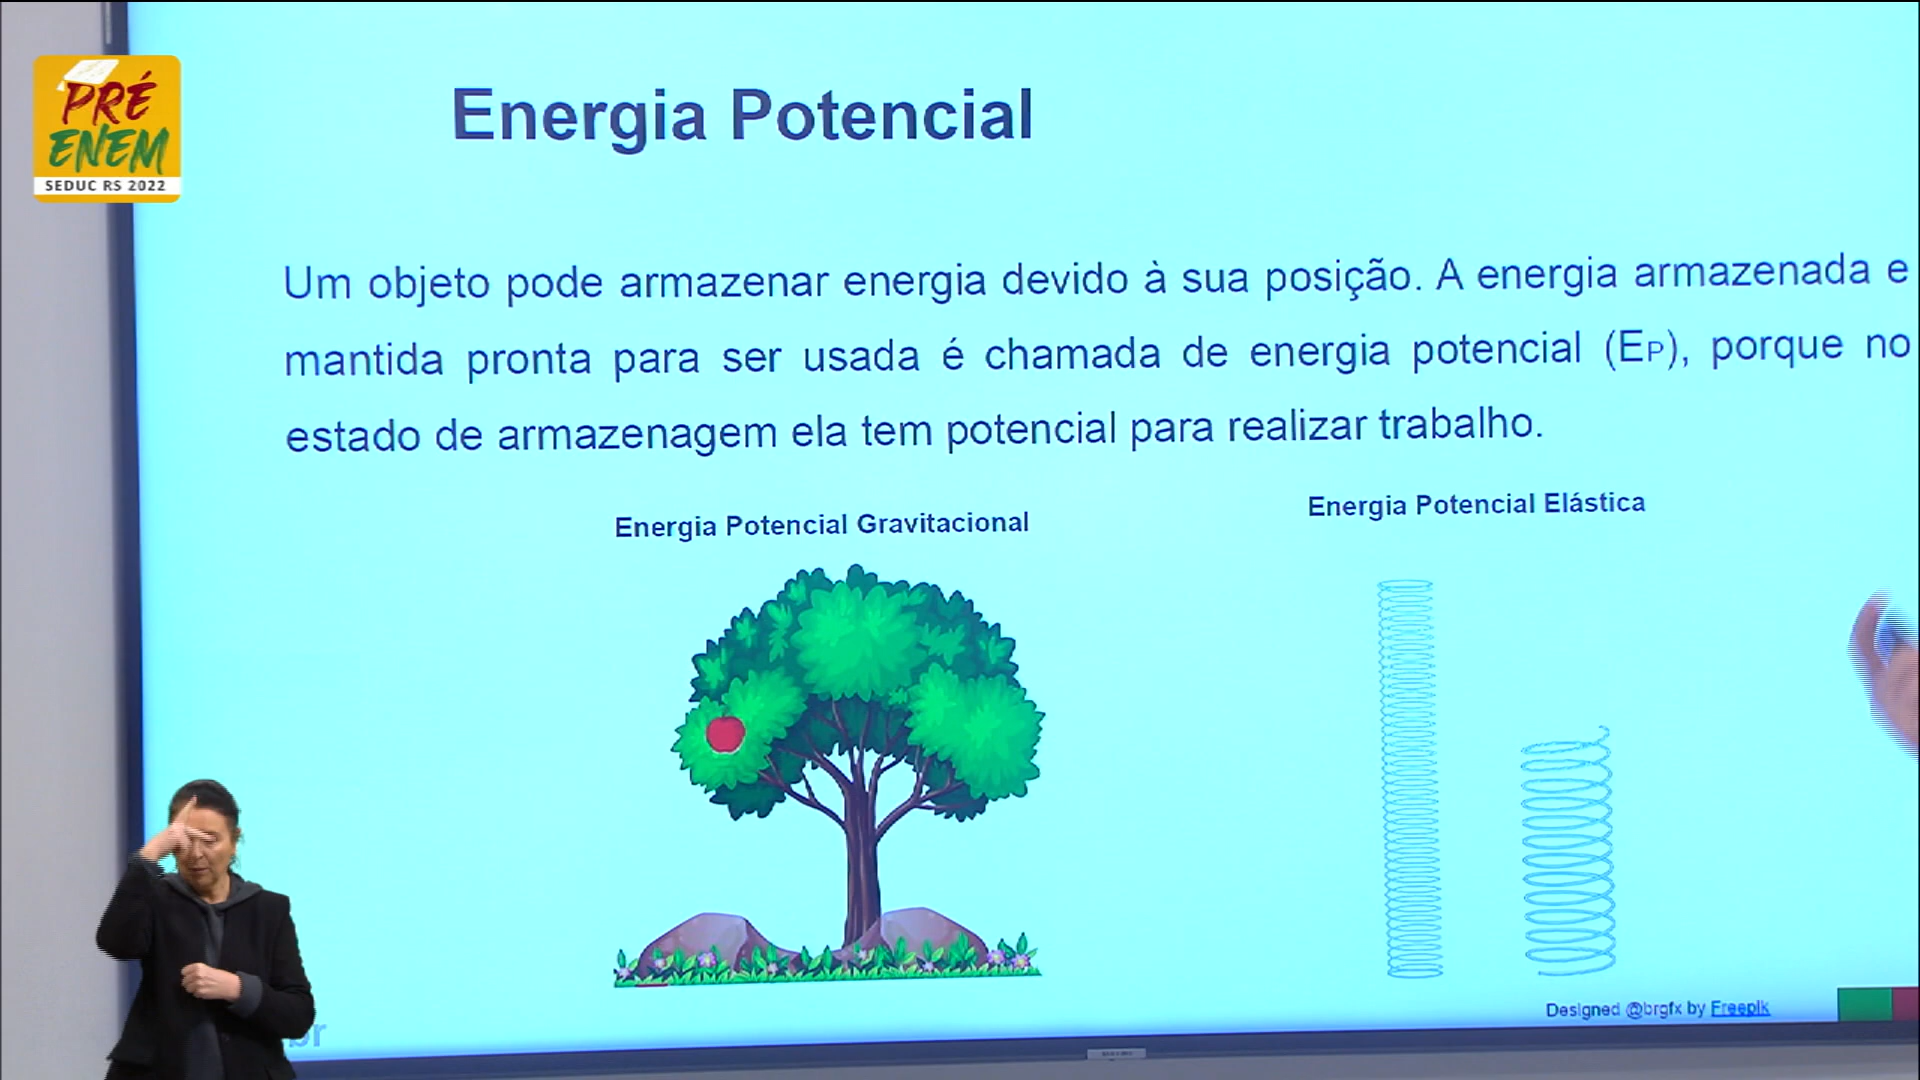 PRÉ
ENEM
SEDUC RS 2022
Energia Potencial
Um objeto pode armazenar energia devido à sua posição. A energia armazenada e
mantida pronta para ser usada é chamada de energia potencial (EP), porque no
estado de armazenagem ela tem potencial para realizar trabalho.
Energia Potencial Gravitacional
Energia Potencial Elástica
Designed @brgfx by Freepik
br